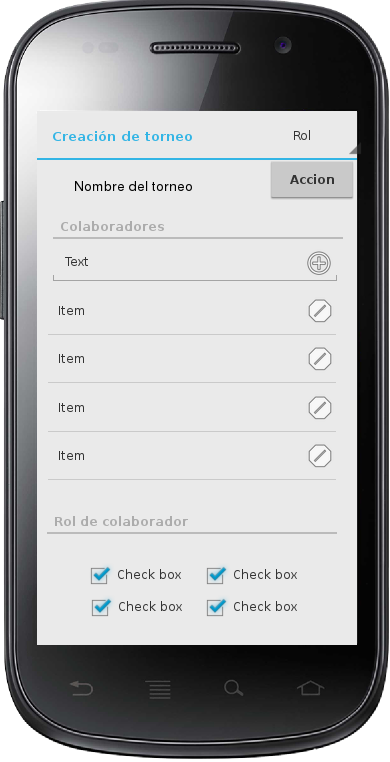 Creación de torneo Rol
Nombre del torneo Accion
Colaboradores
Text
Item
Item
Item
Item
Rol de colaborador
Check box Check box
Check box Check box